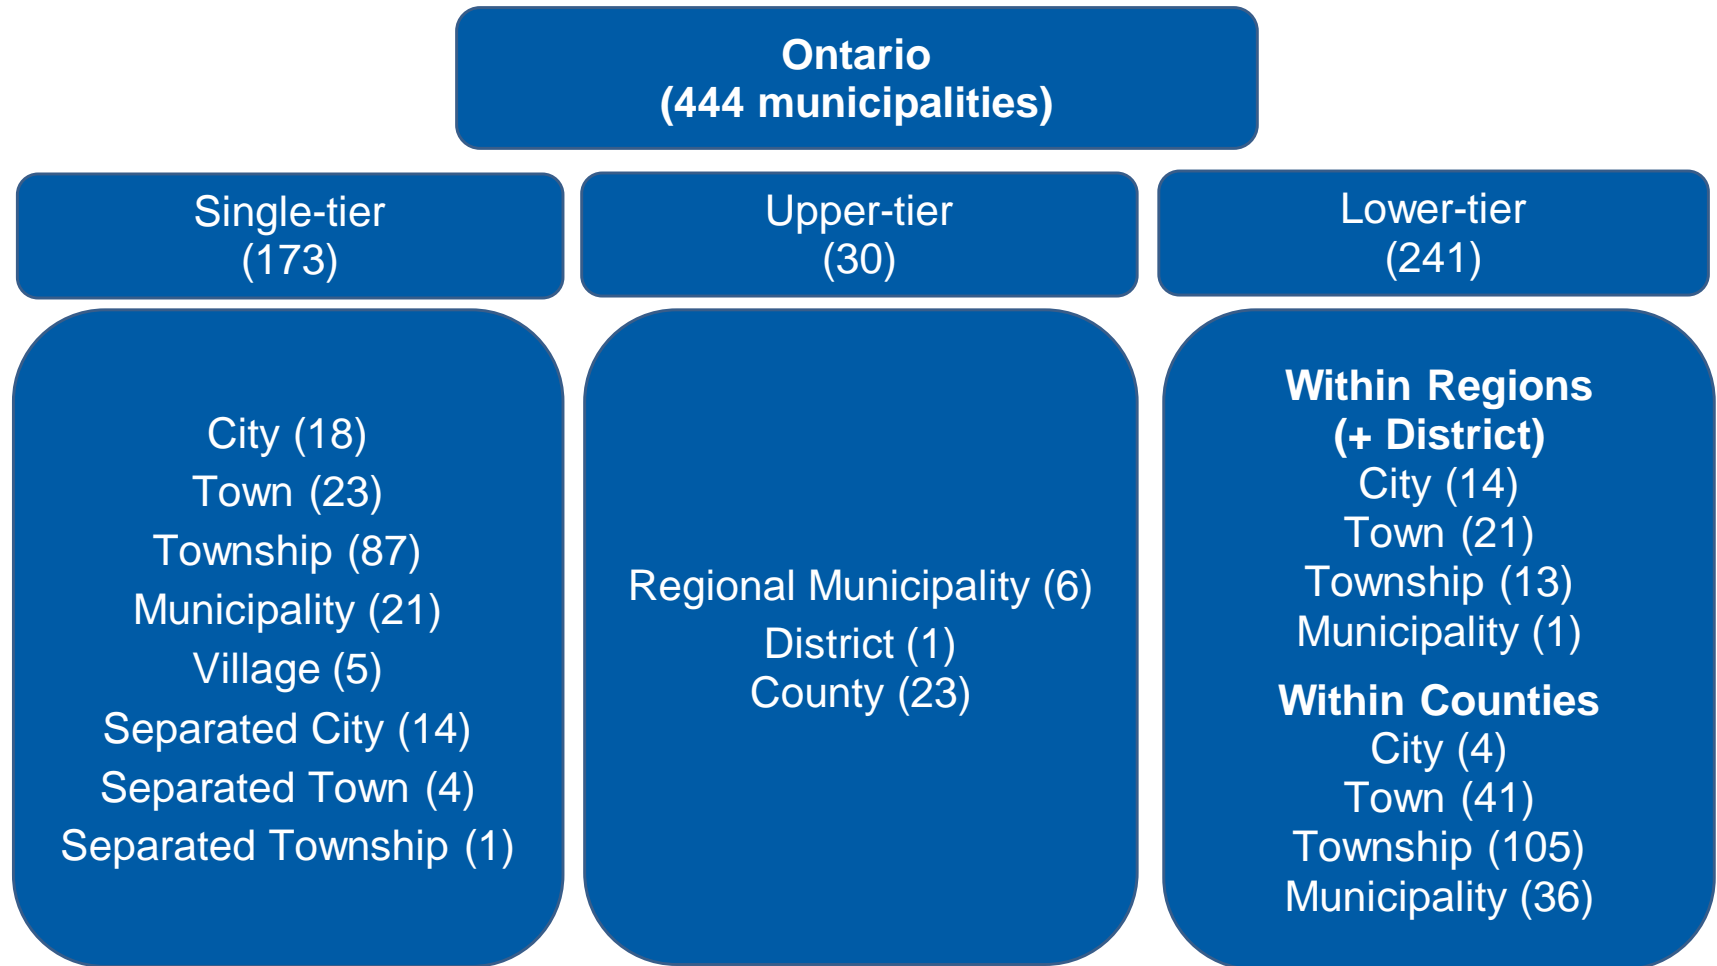 Ontario
(444 municipalities)
Single-tier
(173)
Upper-tier
(30)
Lower-tier
(241)
City (18)
Town (23)
Township (87)
Municipality (21)
Village (5)
Separated City (14)
Separated Town (4)
Separated Township (1)
Regional Municipality (6)
District (1)
County (23)
Within Regions
(+ District)
City (14)
Town (21)
Township (13)
Municipality (1)
Within Counties
City (4)
Town (41)
Township (105)
Municipality (36)